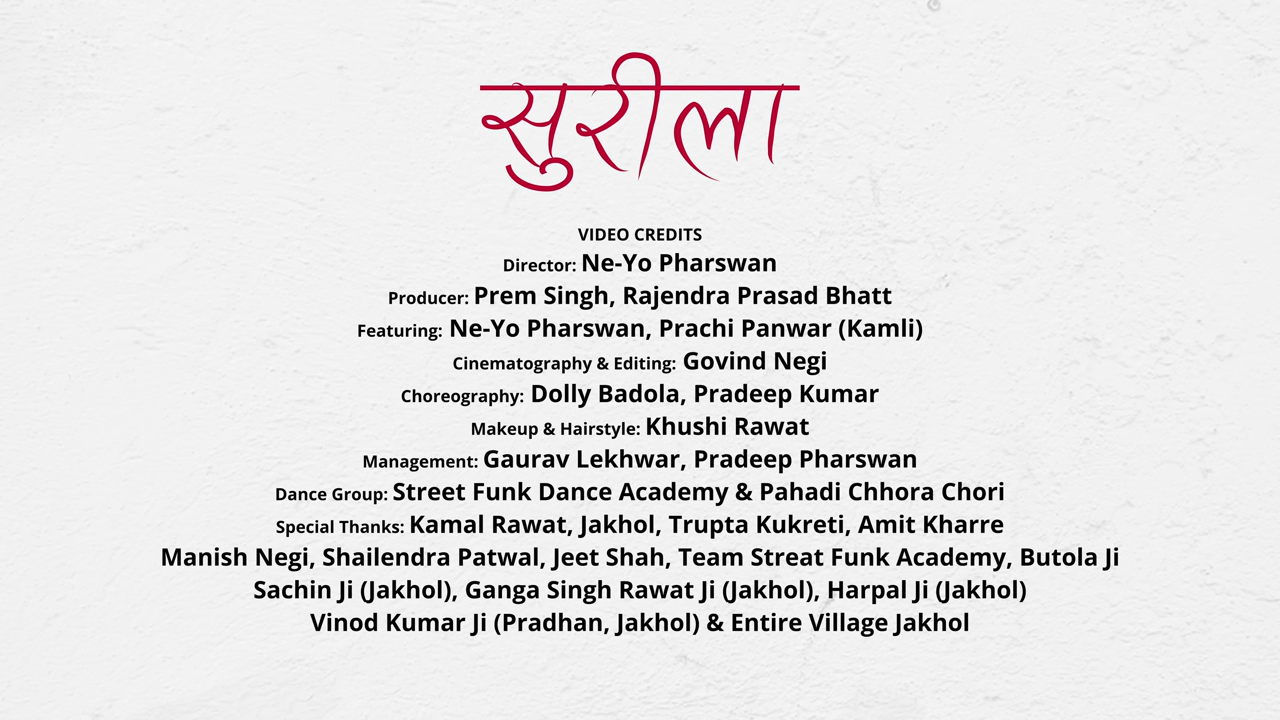 सुरीला
VIDEO CREDITS
Director: Ne-Yo Pharswan
Producer: Prem Singh, Rajendra Prasad Bhatt
Featuring: Ne-Yo Pharswan, Prachi Panwar (Kamli)
Cinematography & Editing: Govind Negi
Choreography: Dolly Badola, Pradeep Kumar
Makeup & Hairstyle: Khushi Rawat
Management: Gaurav Lekhwar, Pradeep Pharswan
Dance Group: Street Funk Dance Academy & Pahadi Chhora Chori
Special Thanks: Kamal Rawat, Jakhol, Trupta Kukreti, Amit Kharre
Manish Negi, Shailendra Patwal, Jeet Shah, Team Streat Funk Academy, Butola Ji
Sachin Ji (Jakhol), Ganga Singh Rawat Ji (Jakhol), Harpal Ji (Jakhol)
Vinod Kumar Ji (Pradhan, Jakhol) & Entire Village Jakhol